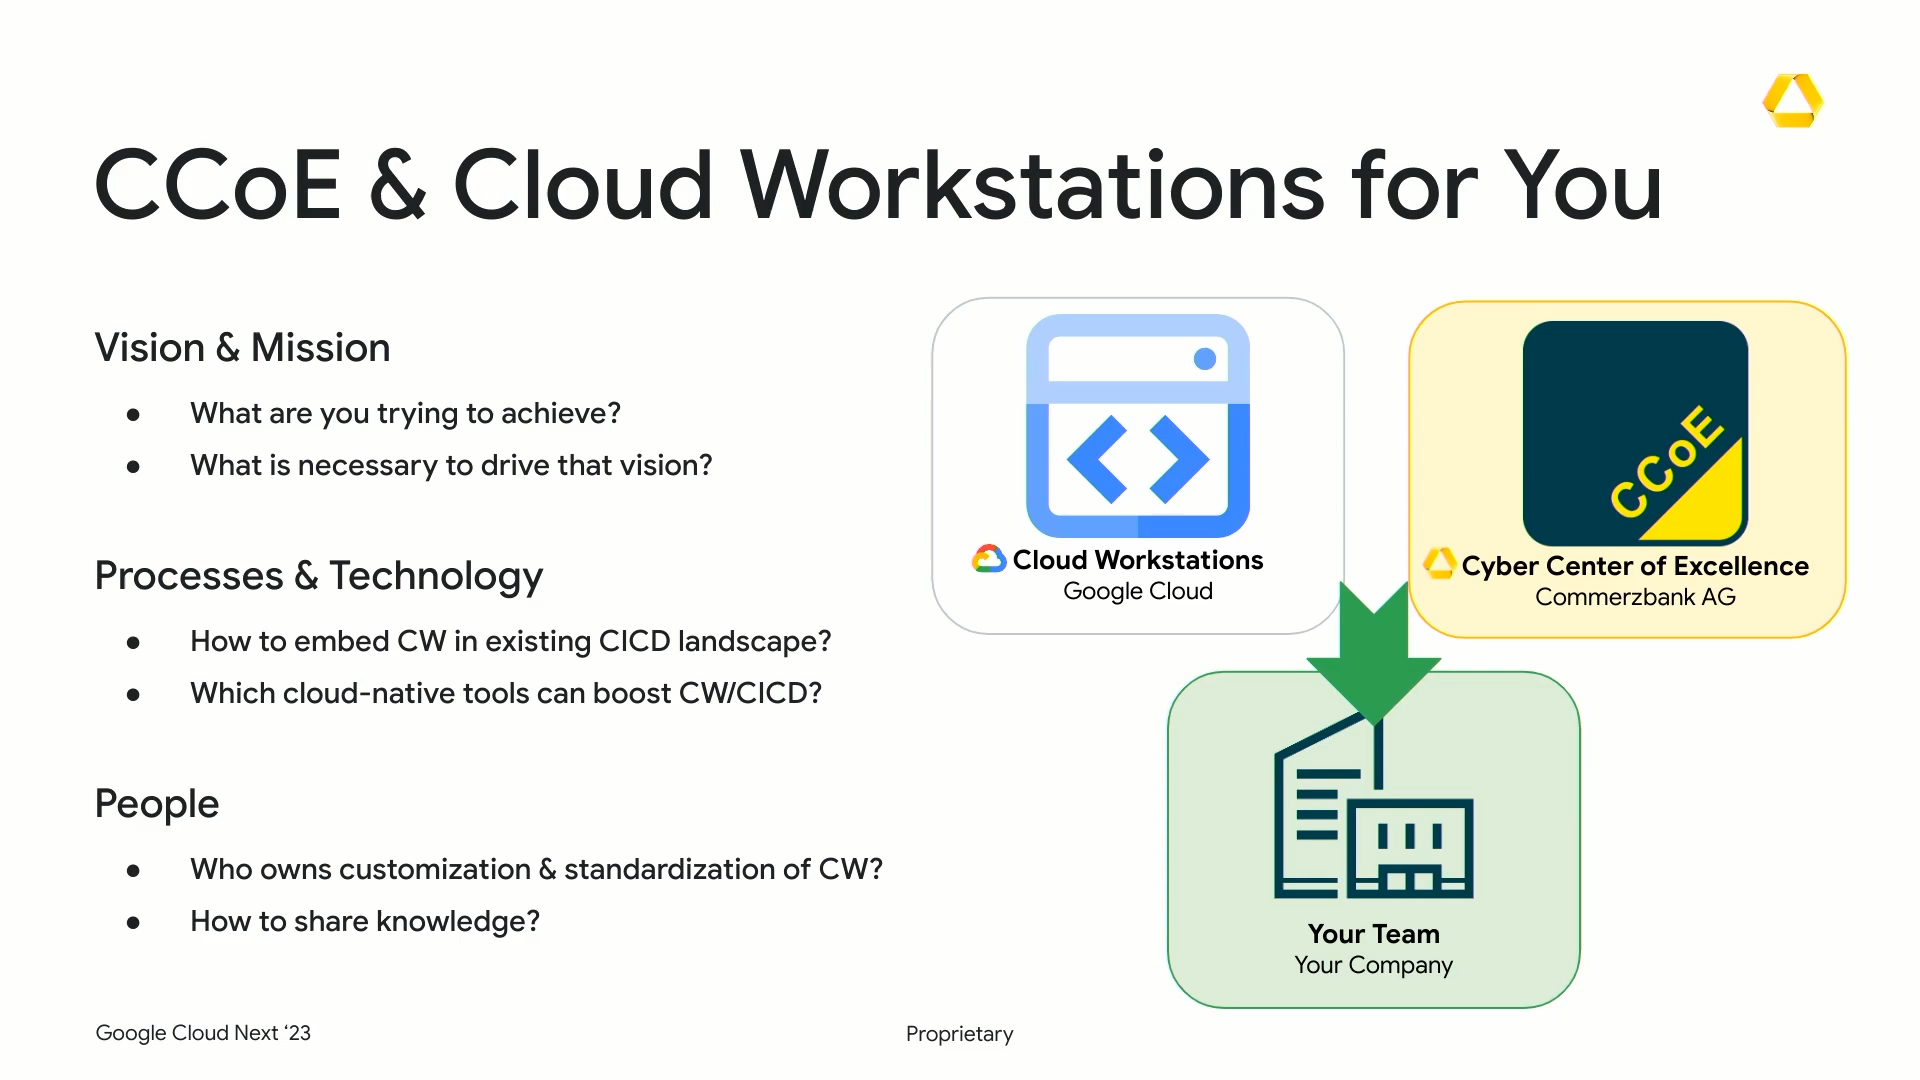 CCoE & Cloud Workstations for You
Vision & Mission
● What are you trying to achieve?
● What is necessary to drive that vision?
Processes & Technology
● How to embed CW in existing CICD landscape?
● Which cloud-native tools can boost CW/CICD?
People
● Who owns customization & standardization of CW?
● How to share knowledge?
Cloud Workstations
Google Cloud
CCoE
Cyber Center of Excellence
Commerzbank AG
Your Team
Your Company
Google Cloud Next ‘23
Proprietary